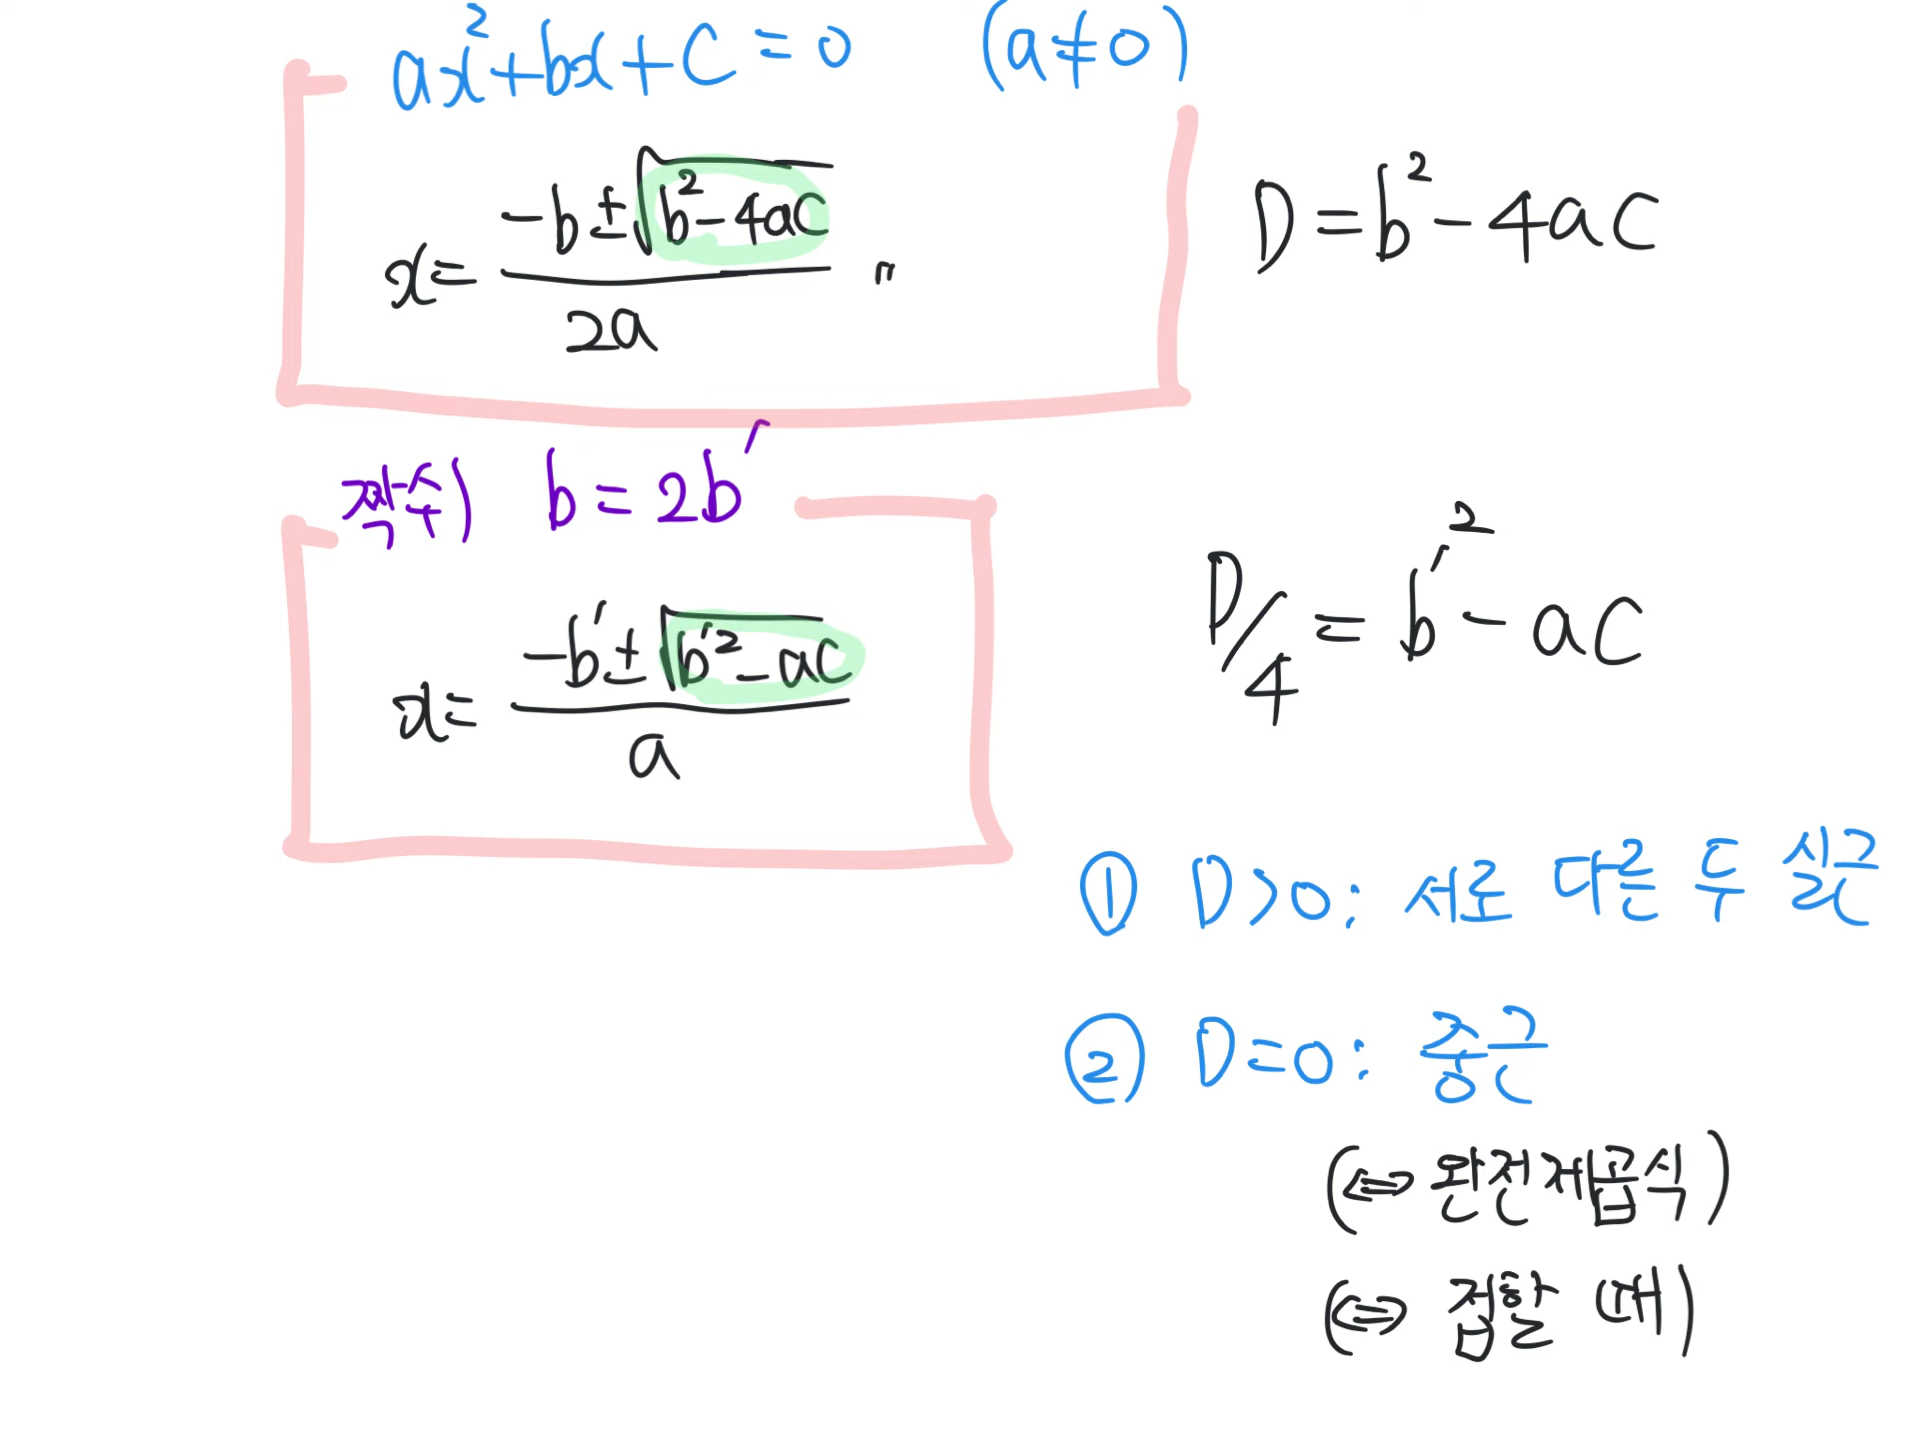 ax²+bx+c=0 (a≠0)
x = (-b±√(b²-4ac))/2a 〃
D=b²-4ac
짝수) b=2b′
x = (-b′±√(b′²-ac))/a
D/4 = b′²-ac
① D>0: 서로 다른 두 실근
② D=0: 중근
(⇔ 완전제곱식)
(⇔ 접할 때)